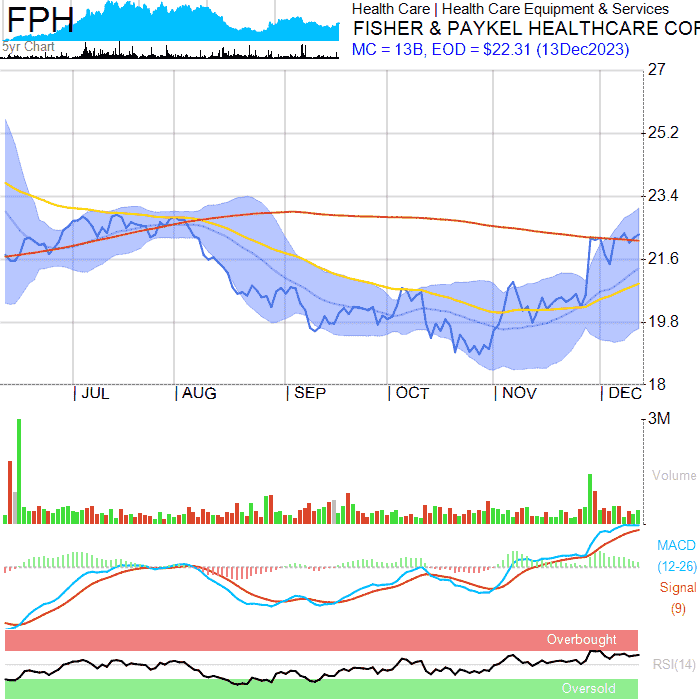 FPH
5yr Chart
Health Care | Health Care Equipment & Services
FISHER & PAYKEL HEALTHCARE COR
MC = 13B, EOD = $22.31 (13Dec2023)
27
25.2
23.4
21.6
19.8
18
| JUL | AUG | SEP | OCT | NOV | DEC
3M
Volume
MACD
(12-26)
Signal
(9)
Overbought
RSI(14)
Oversold